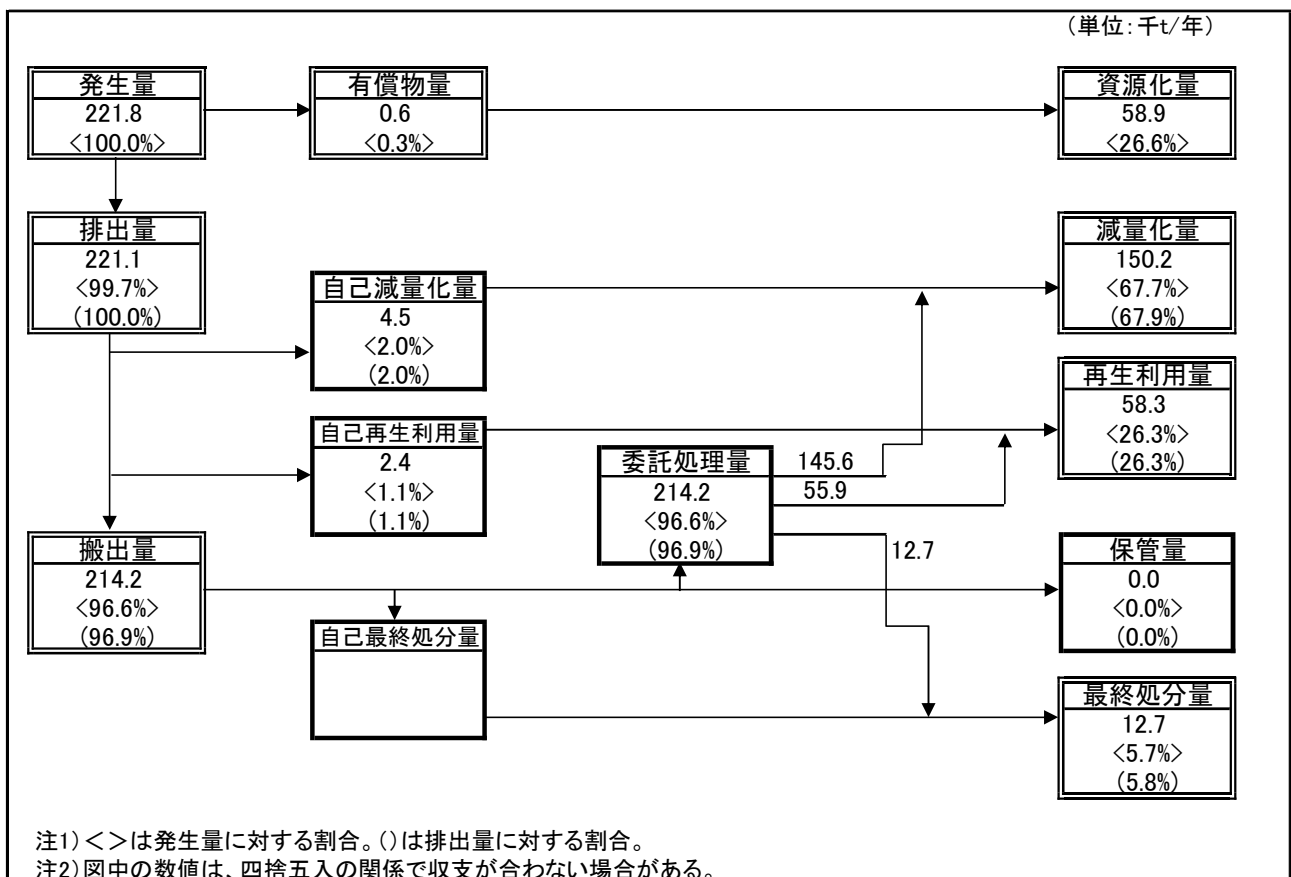 （単位：千t/年）
発生量
221.8
<100.0%>
有償物量
0.6
<0.3%>
資源化量
58.9
<26.6%>
排出量
221.1
<99.7%>
(100.0%)
自己減量化量
4.5
<2.0%>
(2.0%)
減量化量
150.2
<67.7%>
(67.9%)
自己再生利用量
2.4
<1.1%>
(1.1%)
再生利用量
58.3
<26.3%>
(26.3%)
委託処理量
214.2
<96.6%>
(96.9%)
145.6
55.9
12.7
搬出量
214.2
<96.6%>
(96.9%)
保管量
0.0
<0.0%>
(0.0%)
自己最終処分量
最終処分量
12.7
<5.7%>
(5.8%)
注1）＜＞は発生量に対する割合。()は排出量に対する割合。
注2）図中の数値は、四捨五入の関係で収支が合わない場合がある。